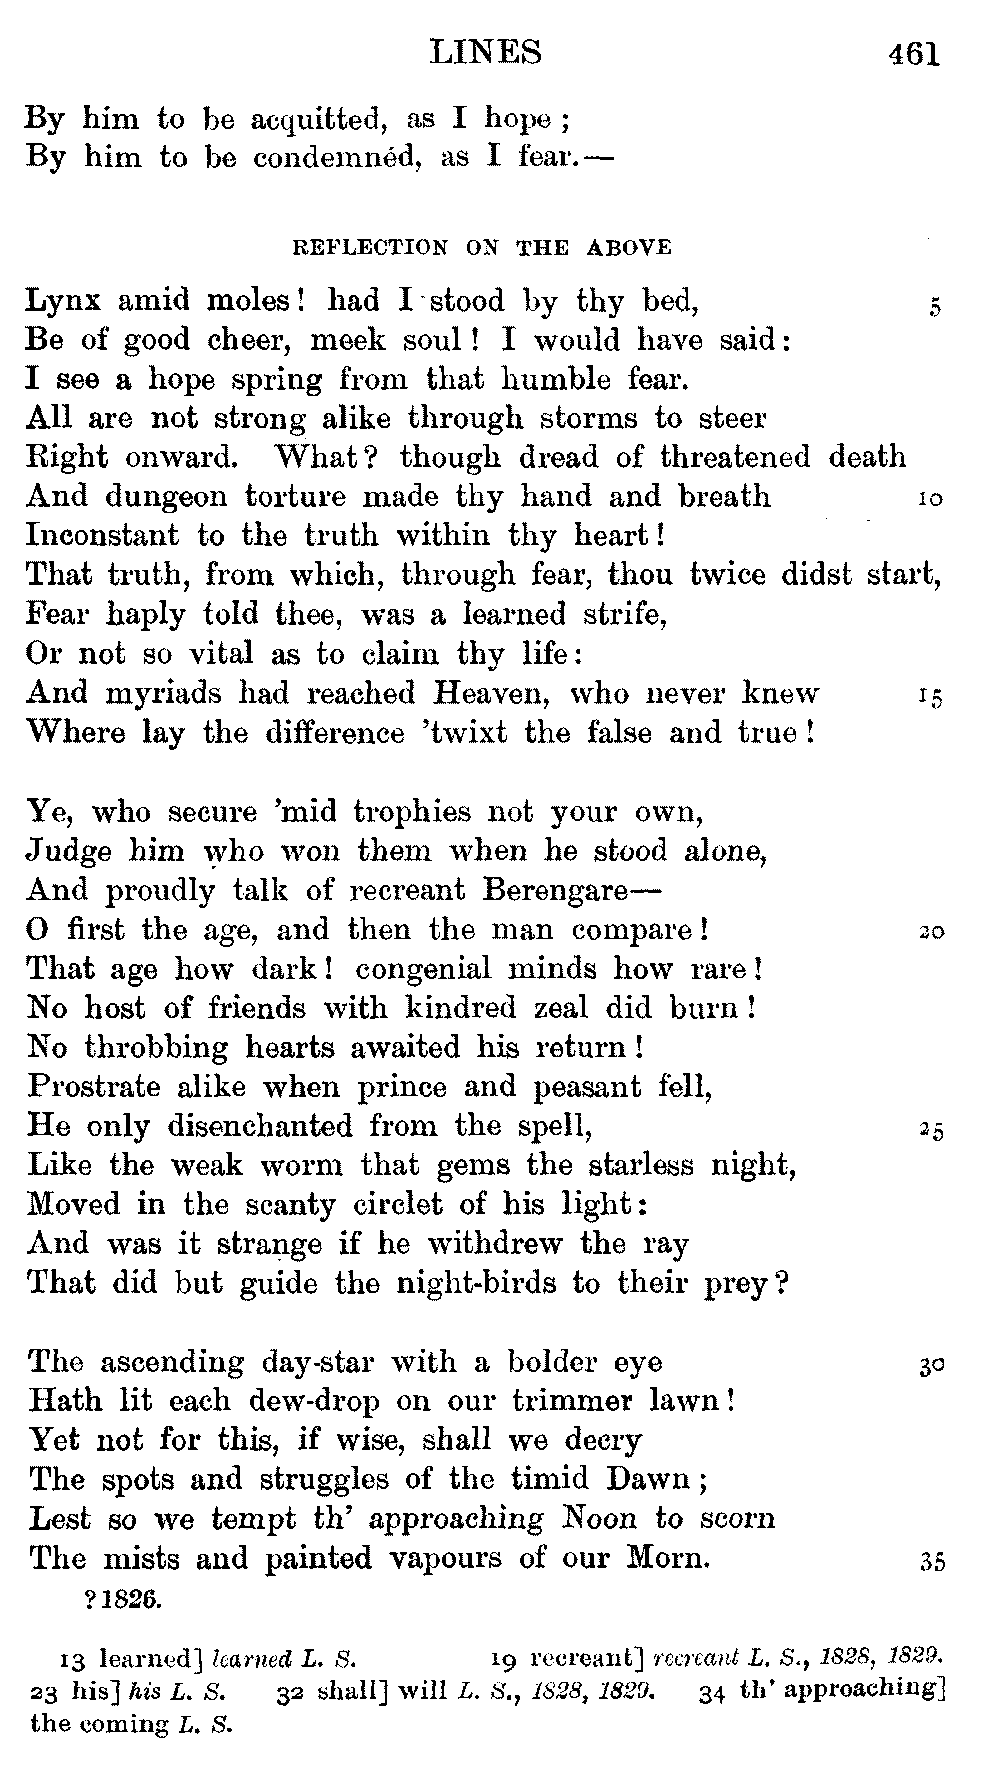 LINES 461
By him to be acquitted, as I hope ;
By him to be condemnéd, as I fear.—
REFLECTION ON THE ABOVE
Lynx amid moles ! had I stood by thy bed, 5
Be of good cheer, meek soul ! I would have said :
I see a hope spring from that humble fear.
All are not strong alike through storms to steer
Right onward. What ? though dread of threatened death
And dungeon torture made thy hand and breath 10
Inconstant to the truth within thy heart !
That truth, from which, through fear, thou twice didst start,
Fear haply told thee, was a learned strife,
Or not so vital as to claim thy life :
And myriads had reached Heaven, who never knew 15
Where lay the difference 'twixt the false and true !
Ye, who secure 'mid trophies not your own,
Judge him who won them when he stood alone,
And proudly talk of recreant Berengare—
O first the age, and then the man compare ! 20
That age how dark ! congenial minds how rare !
No host of friends with kindred zeal did burn !
No throbbing hearts awaited his return !
Prostrate alike when prince and peasant fell,
He only disenchanted from the spell, 25
Like the weak worm that gems the starless night,
Moved in the scanty circlet of his light :
And was it strange if he withdrew the ray
That did but guide the night-birds to their prey ?
The ascending day-star with a bolder eye 30
Hath lit each dew-drop on our trimmer lawn !
Yet not for this, if wise, shall we decry
The spots and struggles of the timid Dawn ;
Lest so we tempt th' approaching Noon to scorn
The mists and painted vapours of our Morn. 35
? 1826.
13 learned] learned L. S. 19 recreant] recreant L. S., 1828, 1829.
23 his] his L. S. 32 shall] will L. S., 1828, 1829. 34 th' approaching]
the coming L. S.